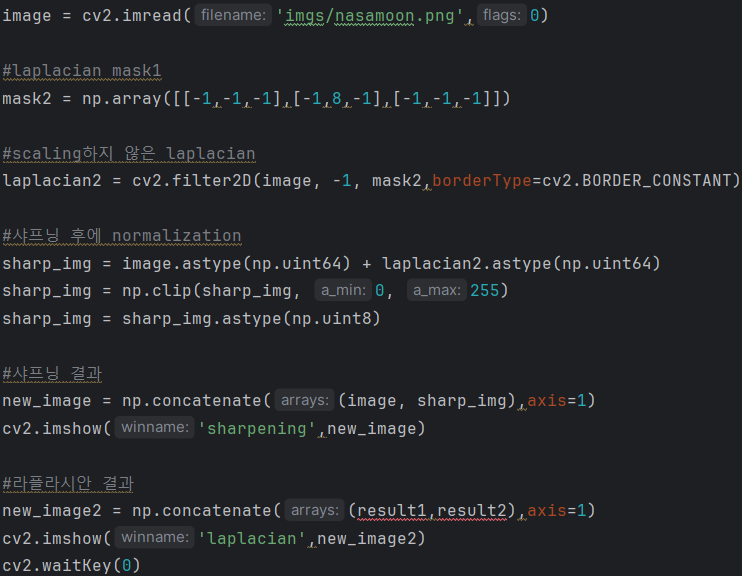 image = cv2.imread( filename: 'imgs/nasamoon.png', flags: 0)
#laplacian mask1
mask2 = np.array([[-1,-1,-1],[-1,8,-1],[-1,-1,-1]])
#scaling하지 않은 laplacian
laplacian2 = cv2.filter2D(image, -1, mask2,borderType=cv2.BORDER_CONSTANT)
#샤프닝 후에 normalization
sharp_img = image.astype(np.uint64) + laplacian2.astype(np.uint64)
sharp_img = np.clip(sharp_img, a_min: 0, a_max: 255)
sharp_img = sharp_img.astype(np.uint8)
#샤프닝 결과
new_image = np.concatenate( arrays: (image, sharp_img),axis=1)
cv2.imshow( winname: 'sharpening',new_image)
#라플라시안 결과
new_image2 = np.concatenate( arrays: (result1,result2),axis=1)
cv2.imshow( winname: 'laplacian',new_image2)
cv2.waitKey(0)